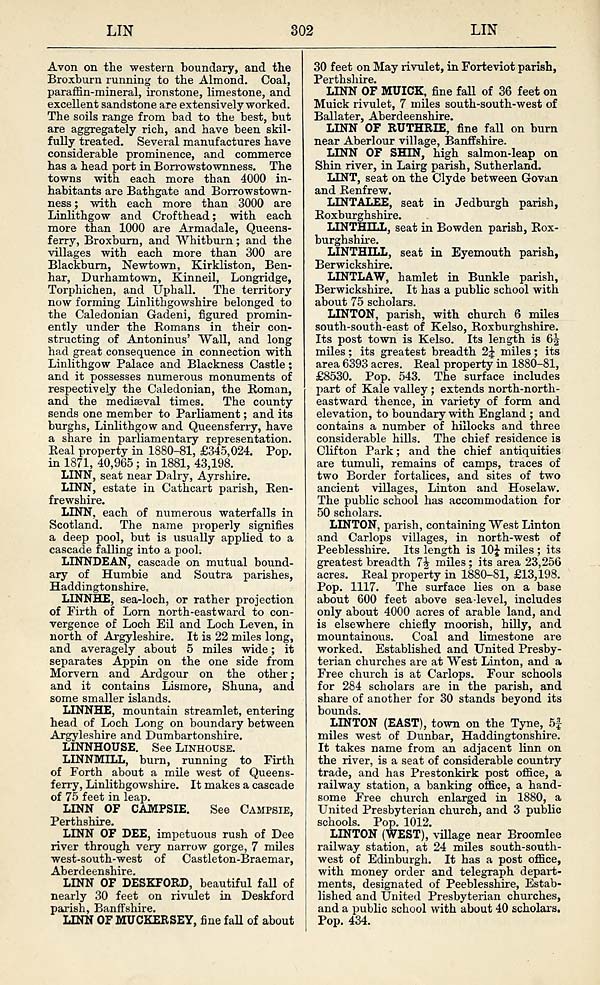 LIN 302 LIN
Avon on the western boundary, and the
Broxburn running to the Almond. Coal,
paraffin-mineral, ironstone, limestone, and
excellent sandstone are extensively worked.
The soils range from bad to the best, but
are aggregately rich, and have been skil-
fully treated. Several manufactures have
considerable prominence, and commerce
has a head port in Borrowstownness. The
towns with each more than 4000 in-
habitants are Bathgate and Borrowstown-
ness; with each more than 3000 are
Linlithgow and Crofthead; with each
more than 1000 are Armadale, Queens-
ferry, Broxburn, and Whitburn; and the
villages with each more than 300 are
Blackburn, Newtown, Kirkliston, Ben-
har, Durhamtown, Kinneil, Longridge,
Torphichen, and Uphall. The territory
now forming Linlithgowshire belonged to
the Caledonian Gadeni, figured promin-
ently under the Romans in their con-
structing of Antoninus' Wall, and long
had great consequence in connection with
Linlithgow Palace and Blackness Castle;
and it possesses numerous monuments of
respectively the Caledonian, the Roman,
and the mediæval times. The county
sends one member to Parliament; and its
burghs, Linlithgow and Queensferry, have
a share in parliamentary representation.
Real property in 1880-81, £345,024. Pop.
in 1871, 40,965; in 1881, 43,198.
LINN, seat near Dalry, Ayrshire.
LINN, estate in Cathcart parish, Ren-
frewshire.
LINN, each of numerous waterfalls in
Scotland. The name properly signifies
a deep pool, but is usually applied to a
cascade falling into a pool.
LINNDEAN, cascade on mutual bound-
ary of Humbie and Soutra parishes,
Haddingtonshire.
LINNHE, sea-loch, or rather projection
of Firth of Lorn north-eastward to con-
vergence of Loch Eil and Loch Leven, in
north of Argyleshire. It is 22 miles long,
and averagely about 5 miles wide; it
separates Appin on the one side from
Morvern and Ardgour on the other;
and it contains Lismore, Shuna, and
some smaller islands.
LINNHE, mountain streamlet, entering
head of Loch Long on boundary between
Argyleshire and Dumbartonshire.
LINNHOUSE. See LINHOUSE.
LINNMILL, burn, running to Firth
of Forth about a mile west of Queens-
ferry, Linlithgowshire. It makes a cascade
of 75 feet in leap.
LINN OF CAMPSIE. See CAMPSIE,
Perthshire.
LINN OF DEE, impetuous rush of Dee
river through very narrow gorge, 7 miles
west-south-west of Castleton-Braemar,
Aberdeenshire.
LINN OF DESKFORD, beautiful fall of
nearly 30 feet on rivulet in Deskford
parish, Banffshire.
LINN OF MUCKERSEY, fine fall of about
30 feet on May rivulet, in Forteviot parish,
Perthshire.
LINN OF MUICK, fine fall of 36 feet on
Muick rivulet, 7 miles south-south-west of
Ballater, Aberdeenshire.
LINN OF RUTHRIE, fine fall on burn
near Aberlour village, Banffshire.
LINN OF SHIN, high salmon-leap on
Shin river, in Lairg parish, Sutherland.
LINT, seat on the Clyde between Govan
and Renfrew.
LINTALEE, seat in Jedburgh parish,
Roxburghshire.
LINTHILL, seat in Bowden parish, Rox-
burghshire.
LINTHILL, seat in Eyemouth parish,
Berwickshire.
LINTLAW, hamlet in Bunkle parish,
Berwickshire. It has a public school with
about 75 scholars.
LINTON, parish, with church 6 miles
south-south-east of Kelso, Roxburghshire.
Its post town is Kelso. Its length is 6½
miles; its greatest breadth 2¾ miles; its
area 6393 acres. Real property in 1880-81,
£8530. Pop. 543. The surface includes
part of Kale valley; extends north-north-
eastward thence, in variety of form and
elevation, to boundary with England; and
contains a number of hillocks and three
considerable hills. The chief residence is
Clifton Park; and the chief antiquities
are tumuli, remains of camps, traces of
two Border fortalices, and sites of two
ancient villages, Linton and Hoselaw.
The public school has accommodation for
50 scholars.
LINTON, parish, containing West Linton
and Carlops villages, in north-west of
Peeblesshire. Its length is 10¼ miles; its
greatest breadth 7½ miles; its area 23,256
acres. Real property in 1880-81, £13,198.
Pop. 1117. The surface lies on a base
about 600 feet above sea-level, includes
only about 4000 acres of arable land, and
is elsewhere chiefly moorish, hilly, and
mountainous. Coal and limestone are
worked. Established and United Presby-
terian churches are at West Linton, and a
Free church is at Carlops. Four schools
for 284 scholars are in the parish, and
share of another for 30 stands beyond its
bounds.
LINTON (EAST), town on the Tyne, 5¾
miles west of Dunbar, Haddingtonshire.
It takes name from an adjacent linn on
the river, is a seat of considerable country
trade, and has Prestonkirk post office, a
railway station, a banking office, a hand-
some Free church enlarged in 1880, a
United Presbyterian church, and 3 public
schools. Pop. 1012.
LINTON (WEST), village near Broomlee
railway station, at 24 miles south-south-
west of Edinburgh. It has a post office,
with money order and telegraph depart-
ments, designated of Peeblesshire, Estab-
lished and United Presbyterian churches,
and a public school with about 40 scholars.
Pop. 434.